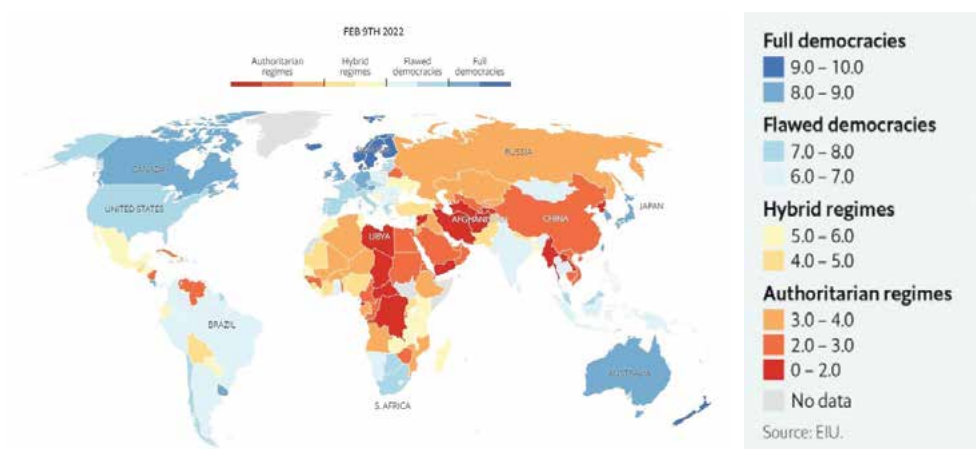 FEB 9TH 2022
Authoritarian regimes
Hybrid regimes
Flawed democracies
Full democracies
CANADA
UNITED STATES
BRAZIL
LIBYA
S. AFRICA
RUSSIA
CHINA
JAPAN
AUSTRALIA
Full democracies
9.0 – 10.0
8.0 – 9.0
Flawed democracies
7.0 – 8.0
6.0 – 7.0
Hybrid regimes
5.0 – 6.0
4.0 – 5.0
Authoritarian regimes
3.0 – 4.0
2.0 – 3.0
0 – 2.0
No data
Source: EIU.